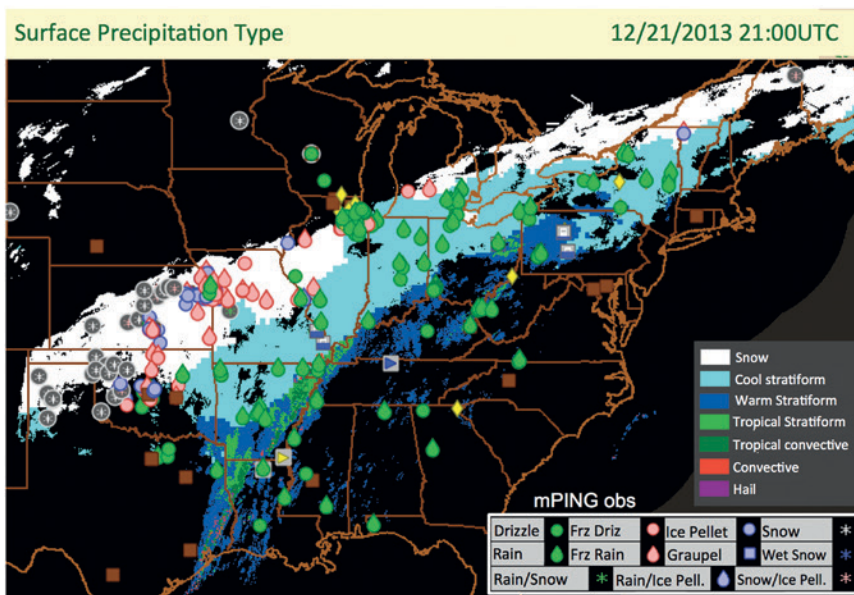 Surface Precipitation Type 12/21/2013 21:00UTC
Snow
Cool stratiform
Warm Stratiform
Tropical Stratiform
Tropical convective
Convective
Hail
mPING obs
Drizzle Frz Driz Ice Pellet Snow
Rain Frz Rain Graupel Wet Snow
Rain/Snow Rain/Ice Pell. Snow/Ice Pell.